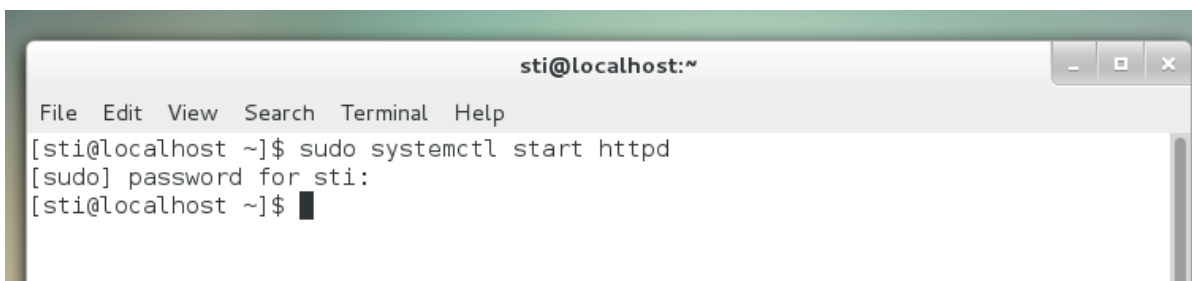 sti@localhost:~
File Edit View Search Terminal Help
[sti@localhost ~]$ sudo systemctl start httpd
[sudo] password for sti:
[sti@localhost ~]$